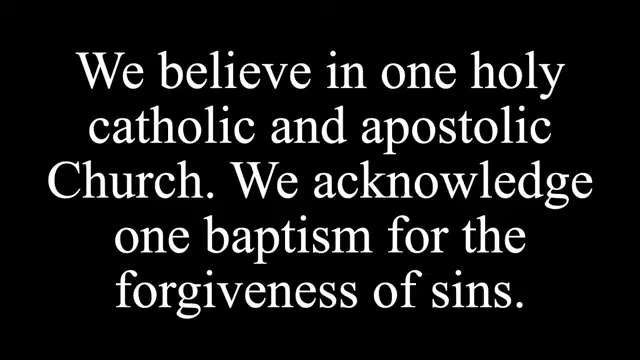 We believe in one holy
catholic and apostolic
Church. We acknowledge
one baptism for the
forgiveness of sins.